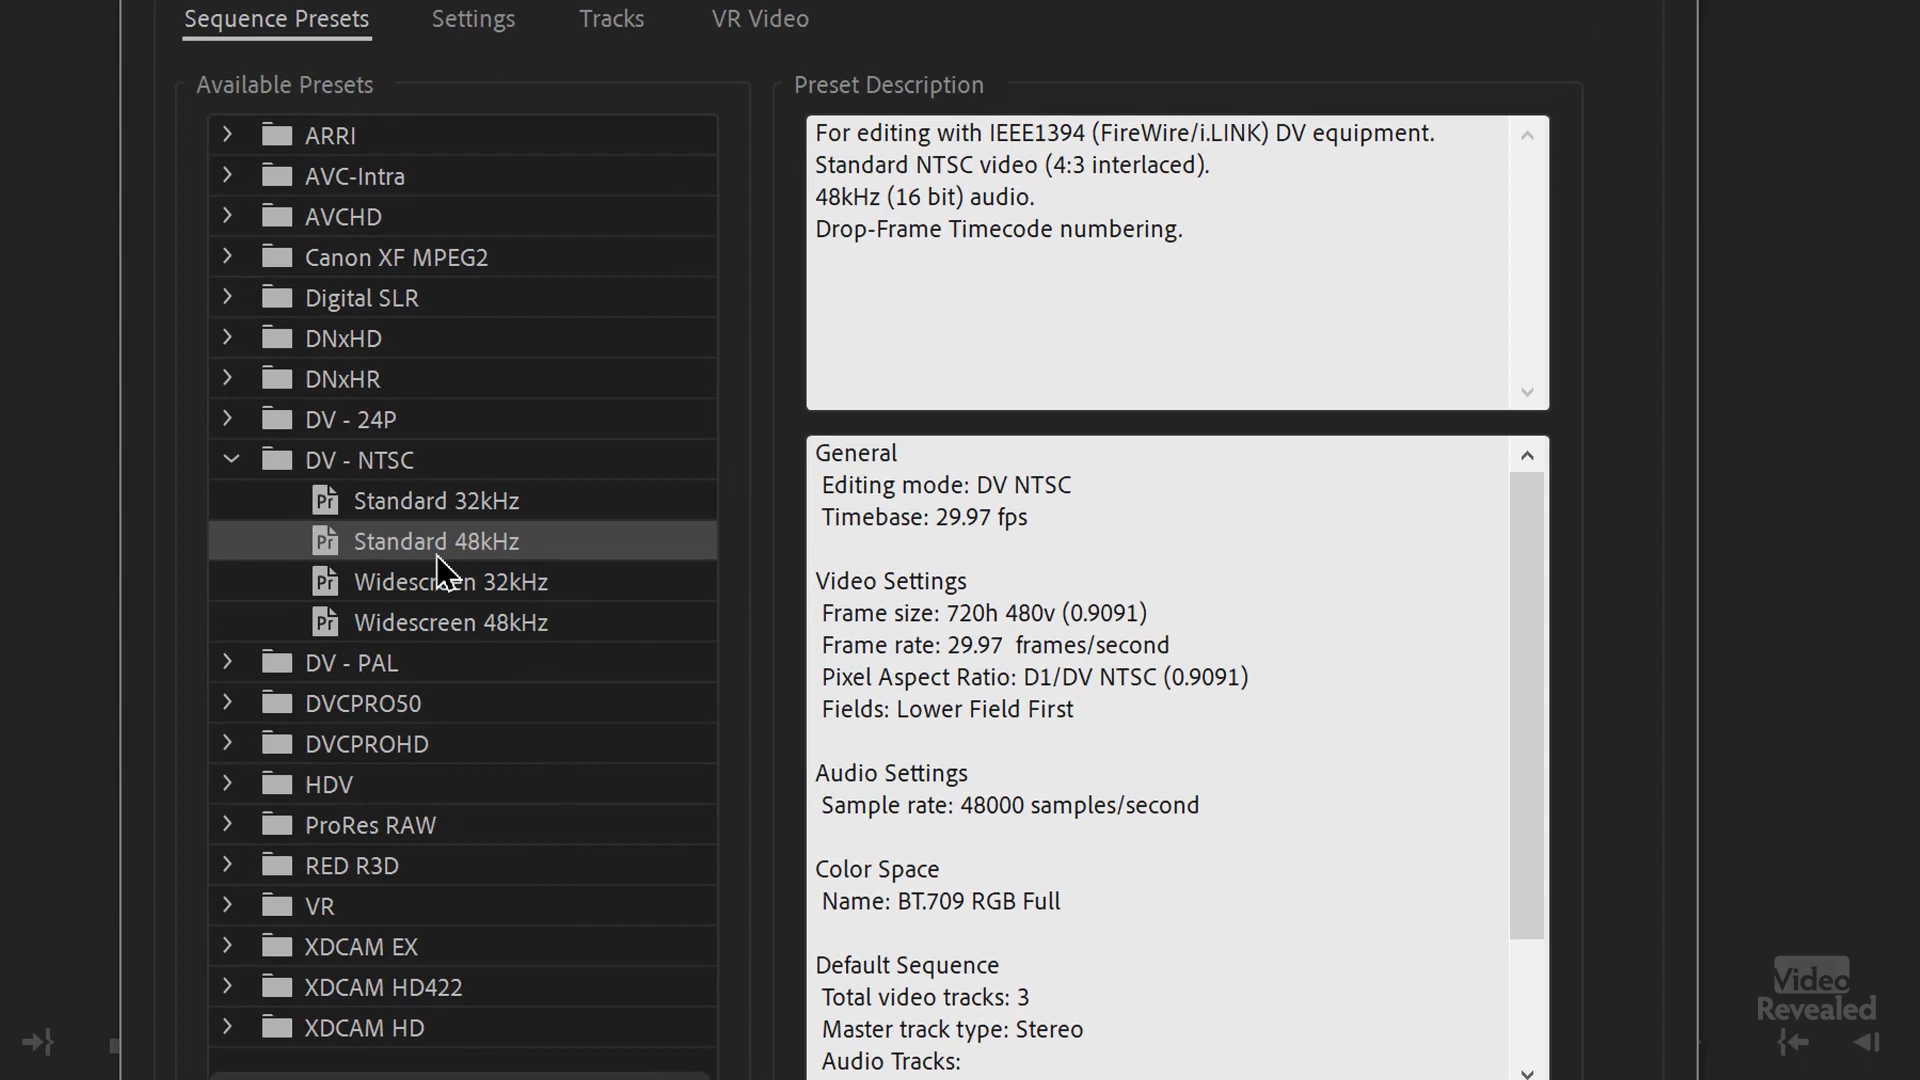 Sequence Presets
Settings
Tracks
VR Video
Available Presets
ARRI
AVC-Intra
AVCHD
Canon XF MPEG2
Digital SLR
DNxHD
DNxHR
DV - 24P
DV - NTSC
Pr Standard 32kHz
Pr Standard 48kHz
Pr Widescreen 32kHz
Pr Widescreen 48kHz
DV - PAL
DVCPRO50
DVCPROHD
HDV
ProRes RAW
RED R3D
VR
XDCAM EX
XDCAM HD422
XDCAM HD
Preset Description
For editing with IEEE1394 (FireWire/i.LINK) DV equipment.
Standard NTSC video (4:3 interlaced).
48kHz (16 bit) audio.
Drop-Frame Timecode numbering.
General
Editing mode: DV NTSC
Timebase: 29.97 fps
Video Settings
Frame size: 720h 480v (0.9091)
Frame rate: 29.97 frames/second
Pixel Aspect Ratio: D1/DV NTSC (0.9091)
Fields: Lower Field First
Audio Settings
Sample rate: 48000 samples/second
Color Space
Name: BT.709 RGB Full
Default Sequence
Total video tracks: 3
Master track type: Stereo
Audio Tracks:
Video
Revealed